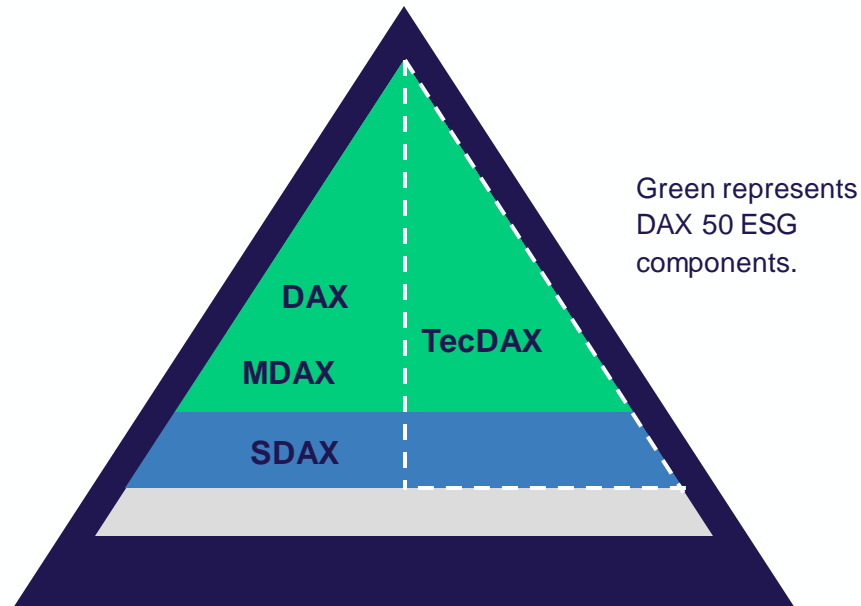 Green represents
DAX 50 ESG
components.
DAX
TecDAX
MDAX
SDAX